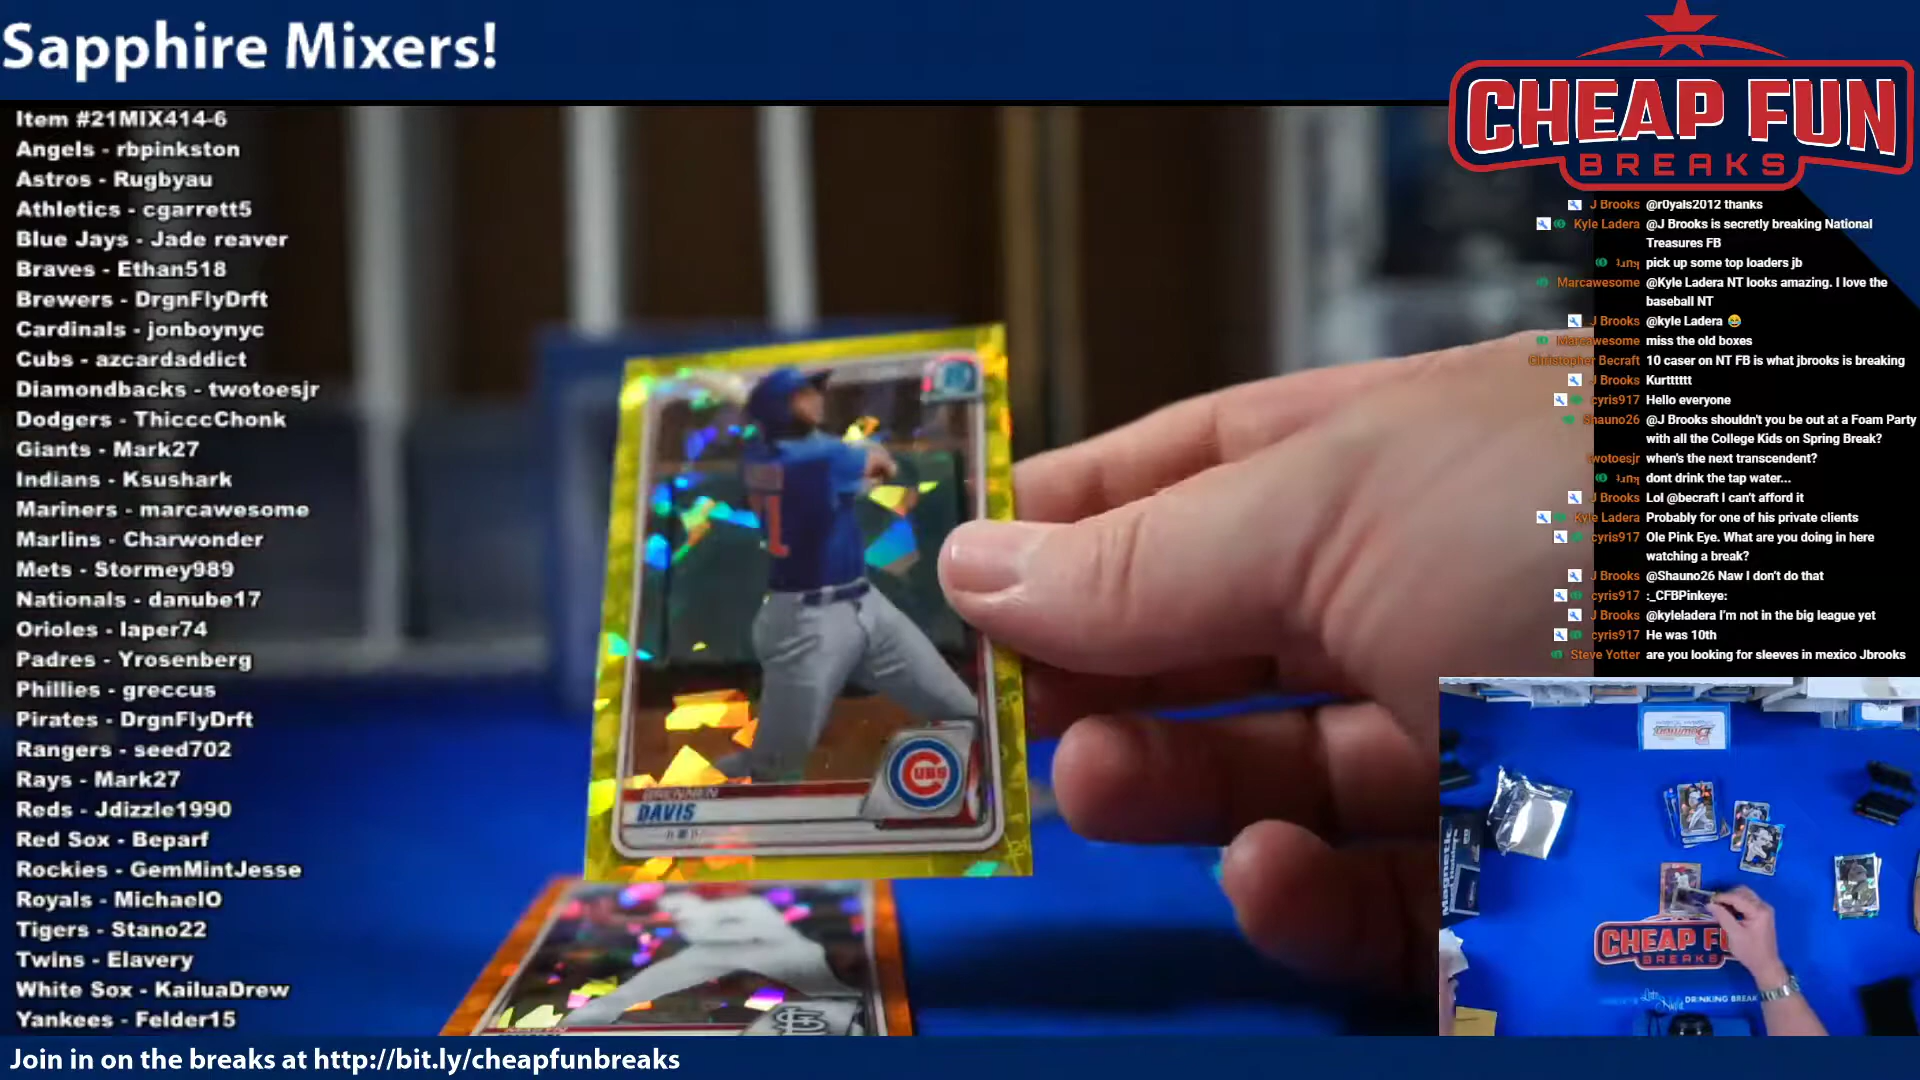 Sapphire Mixers!
CHEAP FUN
BREAKS
Item #21MIX414-6
Angels - rbpinkston
Astros - Rugbyau
Athletics - cgarrett5
Blue Jays - Jade reaver
Braves - Ethan518
Brewers - DrgnFlyDrft
Cardinals - jonboynyc
Cubs - azcardaddict
Diamondbacks - twotoesjr
Dodgers - ThicccChonk
Giants - Mark27
Indians - Ksushark
Mariners - marcawesome
Marlins - Charwonder
Mets - Stormey989
Nationals - danube17
Orioles - laper74
Padres - Yrosenberg
Phillies - greccus
Pirates - DrgnFlyDrft
Rangers - seed702
Rays - Mark27
Reds - Jdizzle1990
Red Sox - Beparf
Rockies - GemMintJesse
Royals - MichaelO
Tigers - Stano22
Twins - Elavery
White Sox - KailuaDrew
Yankees - Felder15
BRENNEN
DAVIS
CUBS
J Brooks @r0yals2012 thanks
Kyle Ladera @J Brooks is secretly breaking National
Treasures FB
pick up some top loaders jb
Marcawesome @Kyle Ladera NT looks amazing. I love the
baseball NT
J Brooks @kyle Ladera 😂
Marcawesome miss the old boxes
Christopher Becraft 10 caser on NT FB is what jbrooks is breaking
J Brooks Kurtttttt
cyris917 Hello everyone
Shauno26 @J Brooks shouldn't you be out at a Foam Party
with all the College Kids on Spring Break?
twotoesjr when's the next transcendent?
dont drink the tap water...
J Brooks Lol @becraft I can't afford it
Kyle Ladera Probably for one of his private clients
cyris917 Ole Pink Eye. What are you doing in here
watching a break?
J Brooks @Shauno26 Naw I don't do that
cyris917 :_CFBPinkeye:
J Brooks @kyleladera I'm not in the big league yet
cyris917 He was 10th
Steve Yotter are you looking for sleeves in mexico Jbrooks
Bowman
Magnetic
CHEAP F
BREAKS
DRINKING BREA
Join in on the breaks at http://bit.ly/cheapfunbreaks